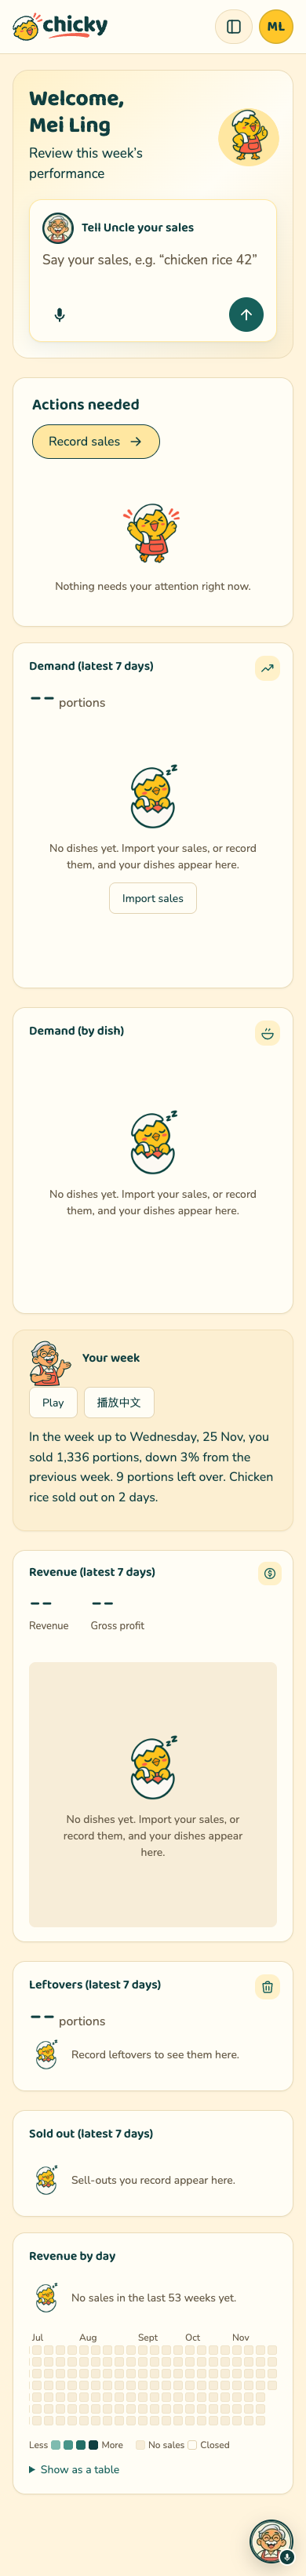 chicky
ML
Welcome,
Mei Ling
Review this week's
performance
Tell Uncle your sales
Say your sales, e.g. “chicken rice 42”
Actions needed
Record sales
Nothing needs your attention right now.
Demand (latest 7 days)
-- portions
No dishes yet. Import your sales, or record
them, and your dishes appear here.
Import sales
Demand (by dish)
No dishes yet. Import your sales, or record
them, and your dishes appear here.
Your week
Play
播放中文
In the week up to Wednesday, 25 Nov, you
sold 1,336 portions, down 3% from the
previous week. 9 portions left over. Chicken
rice sold out on 2 days.
Revenue (latest 7 days)
-- --
Revenue Gross profit
No dishes yet. Import your sales, or
record them, and your dishes appear
here.
Leftovers (latest 7 days)
-- portions
Record leftovers to see them here.
Sold out (latest 7 days)
Sell-outs you record appear here.
Revenue by day
No sales in the last 53 weeks yet.
Jul Aug Sept Oct Nov
Less More No sales Closed
Show as a table